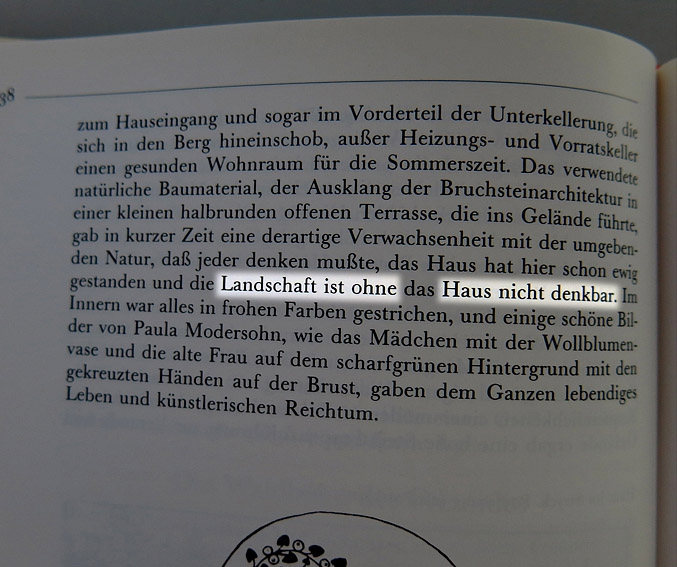 38
zum Hauseingang und sogar im Vorderteil der Unterkellerung, die
sich in den Berg hineinschob, außer Heizungs- und Vorratskeller
einen gesunden Wohnraum für die Sommerszeit. Das verwendete
natürliche Baumaterial, der Ausklang der Bruchsteinarchitektur in
einer kleinen halbrunden offenen Terrasse, die ins Gelände führte,
gab in kurzer Zeit eine derartige Verwachsenheit mit der umgeben-
den Natur, daß jeder denken mußte, das Haus hat hier schon ewig
gestanden und die Landschaft ist ohne das Haus nicht denkbar. Im
Innern war alles in frohen Farben gestrichen, und einige schöne Bil-
der von Paula Modersohn, wie das Mädchen mit der Wollblumen-
vase und die alte Frau auf dem scharfgrünen Hintergrund mit den
gekreuzten Händen auf der Brust, gaben dem Ganzen lebendiges
Leben und künstlerischen Reichtum.